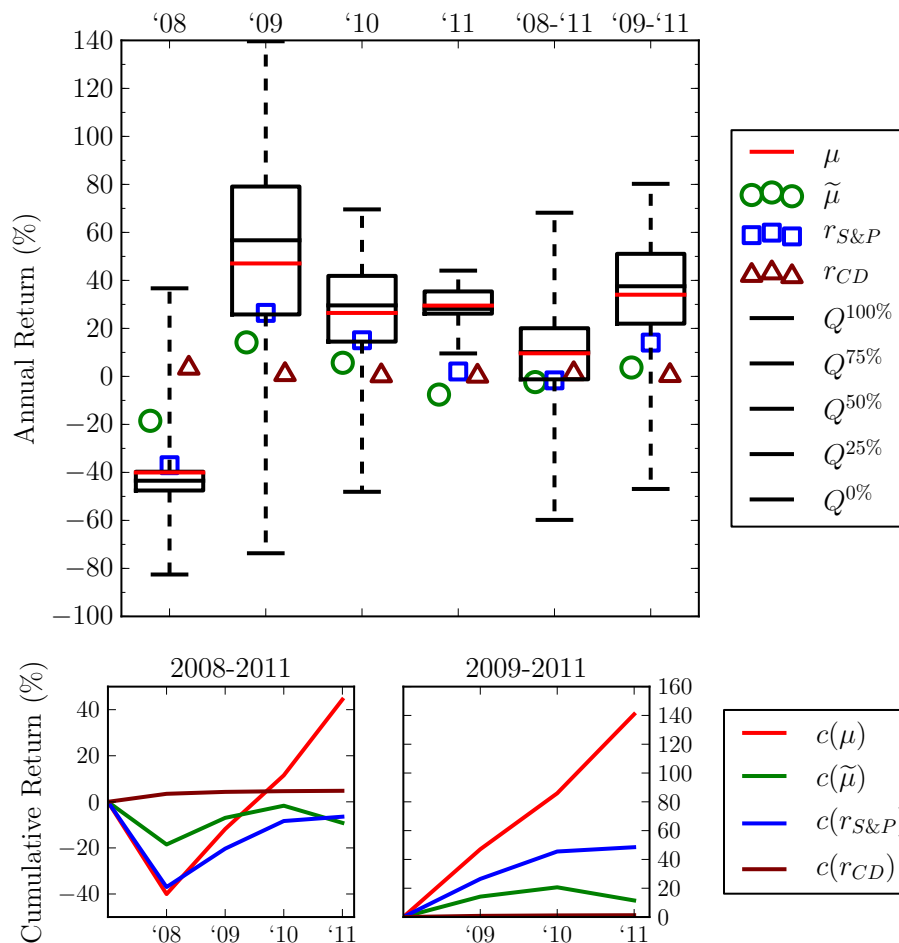 ‘08 ‘09 ‘10 ‘11 ‘08-‘11 ‘09-‘11
Annual Return (%)
140
120
100
80
60
40
20
0
−20
−40
−60
−80
−100
μ
μ̃
r_{S&P}
r_{CD}
Q^{100%}
Q^{75%}
Q^{50%}
Q^{25%}
Q^{0%}
2008-2011
Cumulative Return (%)
40
20
0
−20
−40
‘08 ‘09 ‘10 ‘11
2009-2011
160
140
120
100
80
60
40
20
0
‘09 ‘10 ‘11
c(μ)
c(μ̃)
c(r_{S&P})
c(r_{CD})